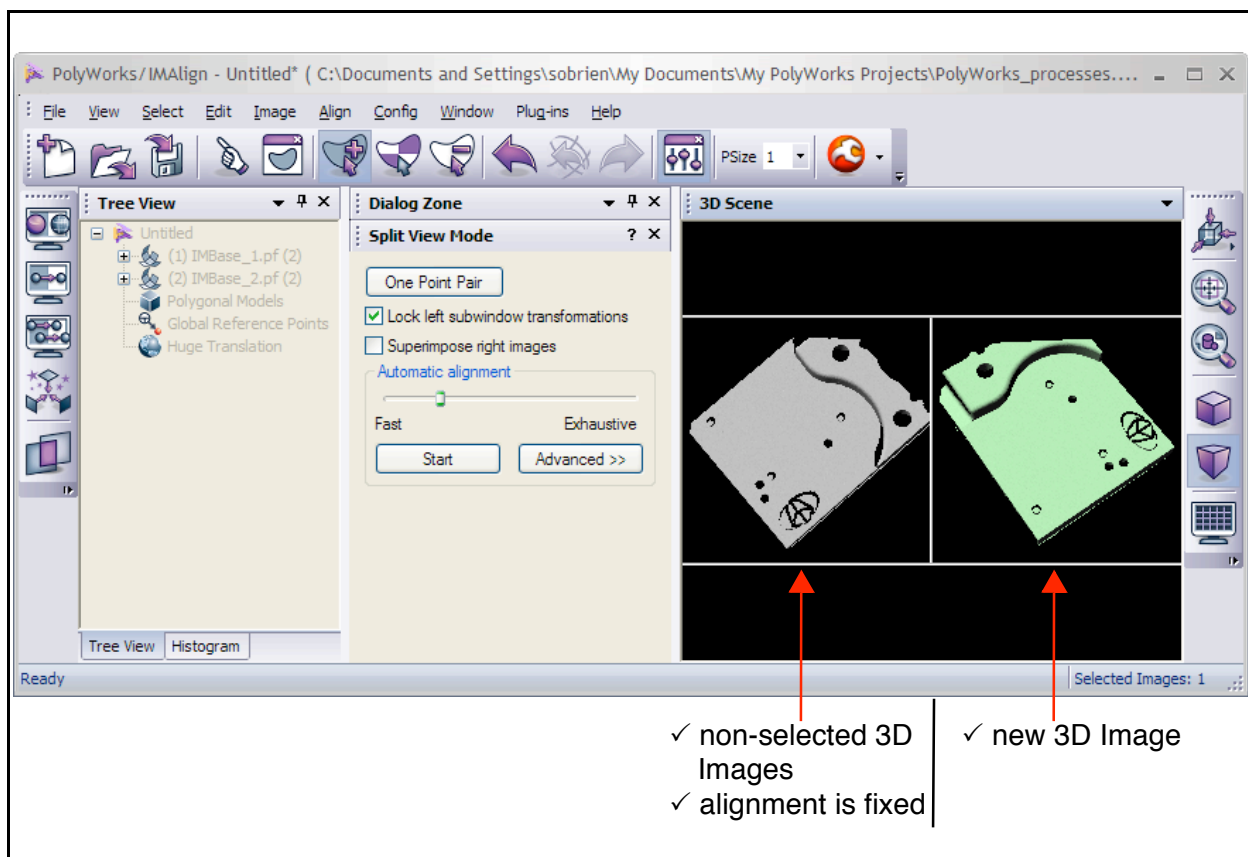 PolyWorks/IMAlign - Untitled* ( C:\Documents and Settings\sobrien\My Documents\My PolyWorks Projects\PolyWorks_processes....
File View Select Edit Image Align Config Window Plug-ins Help
PSize 1
Tree View
Untitled
(1) IMBase_1.pf (2)
(2) IMBase_2.pf (2)
Polygonal Models
Global Reference Points
Huge Translation
Tree View Histogram
Dialog Zone
Split View Mode ?
One Point Pair
Lock left subwindow transformations
Superimpose right images
Automatic alignment
Fast Exhaustive
Start Advanced >>
3D Scene
Ready Selected Images: 1
✓ non-selected 3D
Images
✓ alignment is fixed
✓ new 3D Image